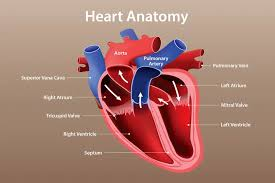 Heart Anatomy
Aorta
Pulmonary
Artery
Pulmonary Vein
Superior Vena Cava
Left Atrium
Right Atrium
Mitral Valve
Tricuspid Valve
Left Ventricle
Right Ventricle
Septum